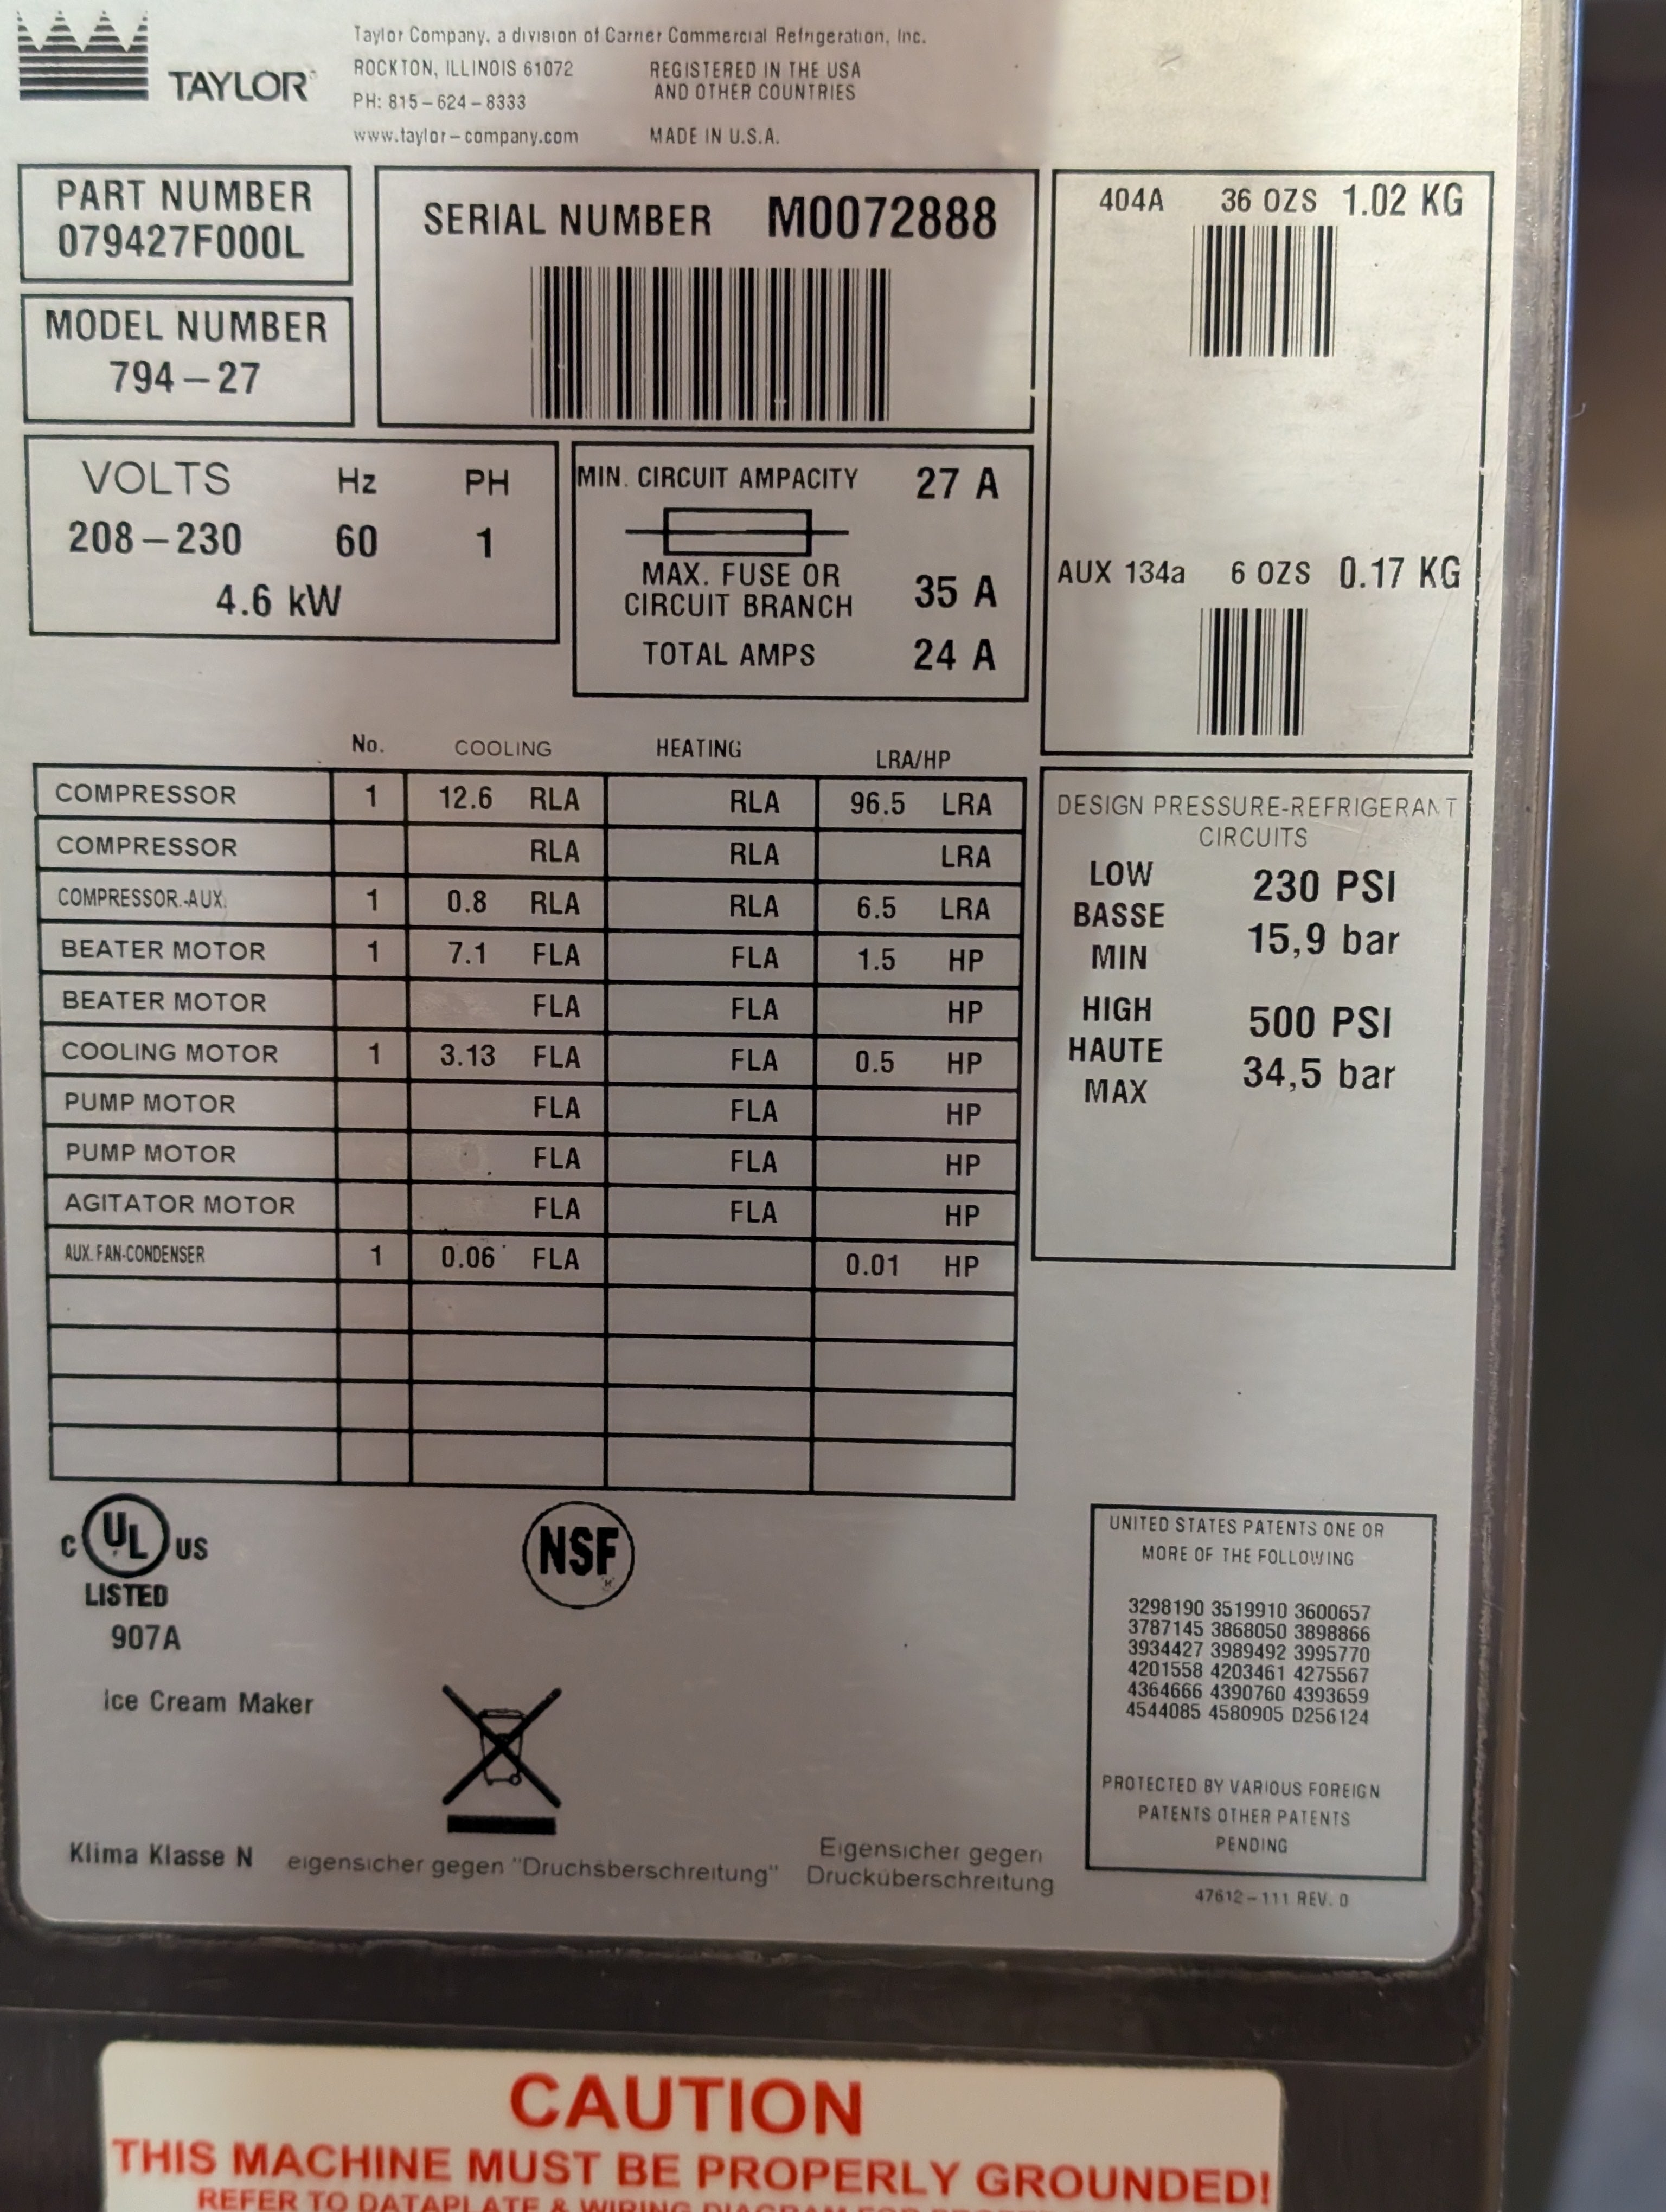 TAYLOR
Taylor Company, a division of Carrier Commercial Refrigeration, Inc.
ROCKTON, ILLINOIS 61072
PH: 815-624-8333
www.taylor-company.com
REGISTERED IN THE USA
AND OTHER COUNTRIES
MADE IN U.S.A.
PART NUMBER
079427F000L
MODEL NUMBER
794-27
SERIAL NUMBER M0072888
404A 36 OZS 1.02 KG
AUX 134a 6 OZS 0.17 KG
VOLTS Hz PH
208-230 60 1
4.6 kW
MIN. CIRCUIT AMPACITY 27 A
MAX. FUSE OR
CIRCUIT BRANCH 35 A
TOTAL AMPS 24 A
No. COOLING HEATING LRA/HP
COMPRESSOR 1 12.6 RLA RLA 96.5 LRA
COMPRESSOR RLA RLA LRA
COMPRESSOR.-AUX. 1 0.8 RLA RLA 6.5 LRA
BEATER MOTOR 1 7.1 FLA FLA 1.5 HP
BEATER MOTOR FLA FLA HP
COOLING MOTOR 1 3.13 FLA FLA 0.5 HP
PUMP MOTOR FLA FLA HP
PUMP MOTOR FLA FLA HP
AGITATOR MOTOR FLA FLA HP
AUX. FAN-CONDENSER 1 0.06 FLA 0.01 HP
DESIGN PRESSURE-REFRIGERANT
CIRCUITS
LOW 230 PSI
BASSE
MIN 15,9 bar
HIGH 500 PSI
HAUTE
MAX 34,5 bar
C UL US
LISTED
907A
Ice Cream Maker
NSF
Klima Klasse N
eigensicher gegen "Druchsberschreitung"
Eigensicher gegen
Drucküberschreitung
UNITED STATES PATENTS ONE OR
MORE OF THE FOLLOWING
3298190 3519910 3600657
3787145 3868050 3898866
3934427 3989492 3995770
4201558 4203461 4275567
4364666 4390760 4393659
4544085 4580905 D256124
PROTECTED BY VARIOUS FOREIGN
PATENTS OTHER PATENTS
PENDING
47612-111 REV. 0
CAUTION
THIS MACHINE MUST BE PROPERLY GROUNDED!
REFER TO DATAPLATE & WIRING DIAGRAM FOR